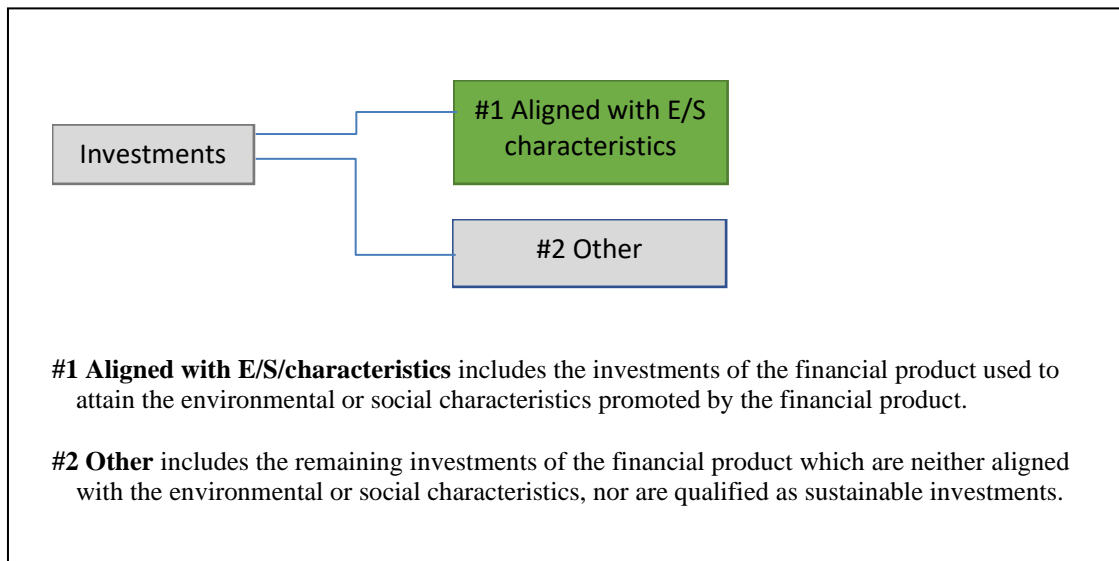 #1 Aligned with E/S
characteristics
Investments
#2 Other
#1 Aligned with E/S/characteristics includes the investments of the financial product used to
attain the environmental or social characteristics promoted by the financial product.
#2 Other includes the remaining investments of the financial product which are neither aligned
with the environmental or social characteristics, nor are qualified as sustainable investments.